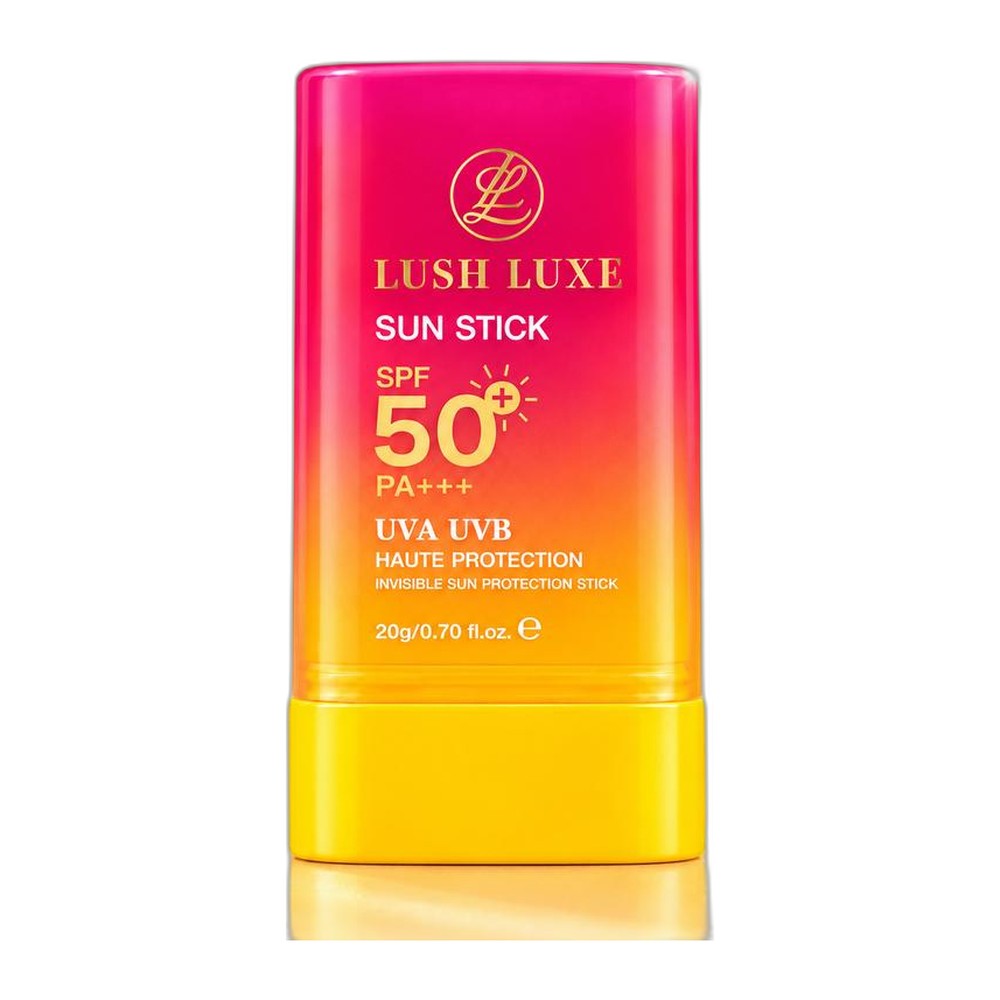 LL
LUSH LUXE
SUN STICK
SPF
50+
PA+++
UVA UVB
HAUTE PROTECTION
INVISIBLE SUN PROTECTION STICK
20g/0.70 fl.oz. ℮